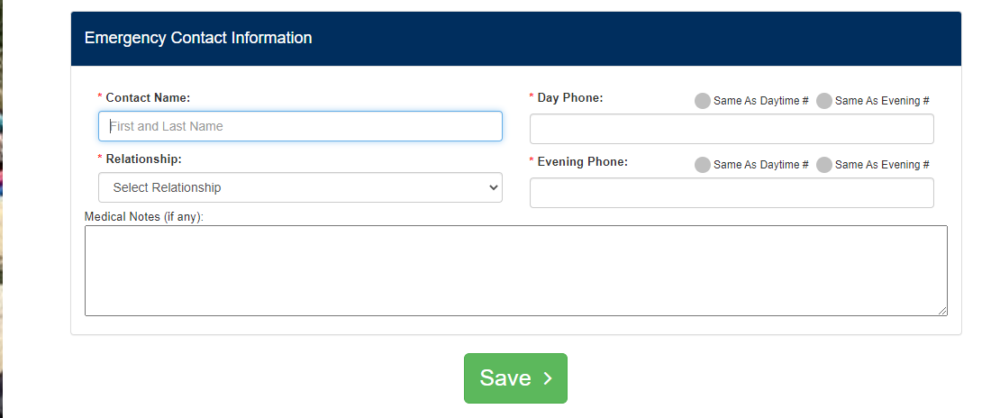 Emergency Contact Information
* Contact Name:
First and Last Name
* Relationship:
Select Relationship
* Day Phone:
Same As Daytime # Same As Evening #
* Evening Phone:
Same As Daytime # Same As Evening #
Medical Notes (if any):
Save